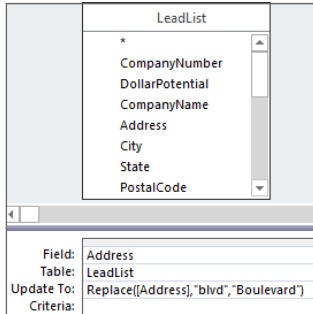 LeadList
*
CompanyNumber
DollarPotential
CompanyName
Address
City
State
PostalCode
Field: Address
Table: LeadList
Update To: Replace([Address],"blvd","Boulevard")
Criteria: